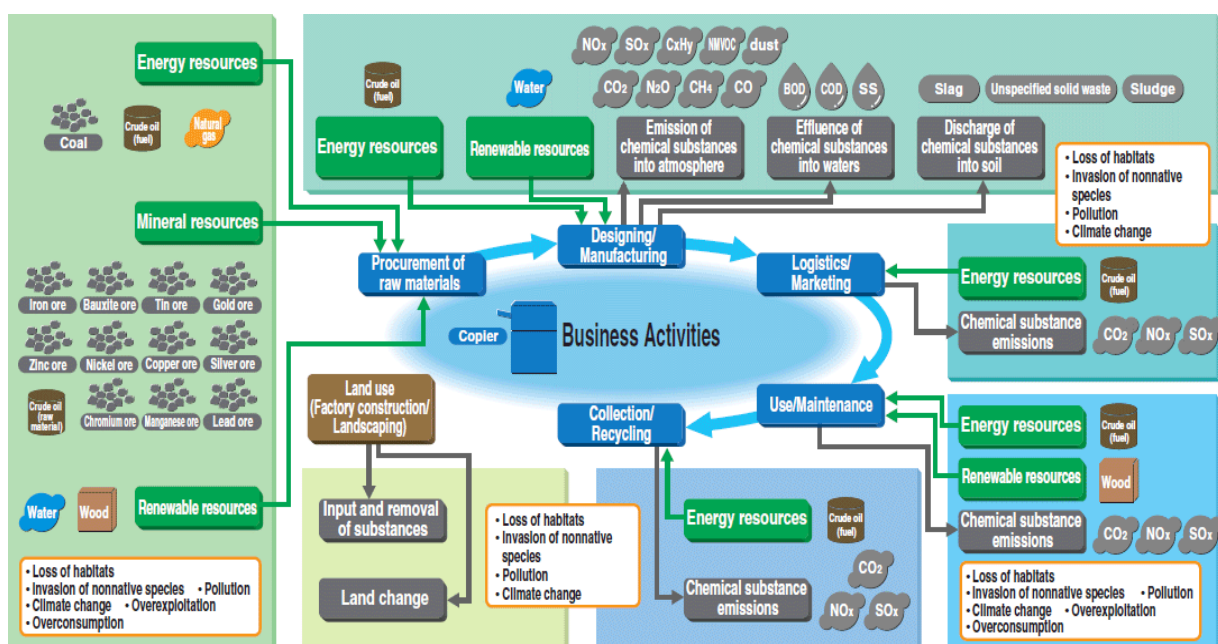 Energy resources
Coal
Crude oil
(fuel)
Natural
gas
Mineral resources
Iron ore
Bauxite ore
Tin ore
Gold ore
Zinc ore
Nickel ore
Copper ore
Silver ore
Crude oil
(raw
material)
Chromium ore
Manganese ore
Lead ore
Water
Wood
Renewable resources
• Loss of habitats
• Invasion of nonnative species • Pollution
• Climate change • Overexploitation
• Overconsumption
Crude oil
(fuel)
Energy resources
Water
Renewable resources
NOx
SOx
CxHy
NMVOC
dust
CO2
N2O
CH4
CO
Emission of
chemical substances
into atmosphere
BOD
COD
SS
Effluence of
chemical substances
into waters
Slag
Unspecified solid waste
Sludge
Discharge of
chemical substances
into soil
• Loss of habitats
• Invasion of nonnative
species
• Pollution
• Climate change
Procurement of
raw materials
Designing/
Manufacturing
Logistics/
Marketing
Copier
Business Activities
Use/Maintenance
Collection/
Recycling
Energy resources
Crude oil
(fuel)
Chemical substance
emissions
CO2
NOx
SOx
Energy resources
Crude oil
(fuel)
Renewable resources
Wood
Chemical substance
emissions
CO2
NOx
SOx
• Loss of habitats
• Invasion of nonnative species • Pollution
• Climate change • Overexploitation
• Overconsumption
Land use
(Factory construction/
Landscaping)
Input and removal
of substances
Land change
• Loss of habitats
• Invasion of nonnative
species
• Pollution
• Climate change
Energy resources
Crude oil
(fuel)
Chemical substance
emissions
CO2
NOx
SOx